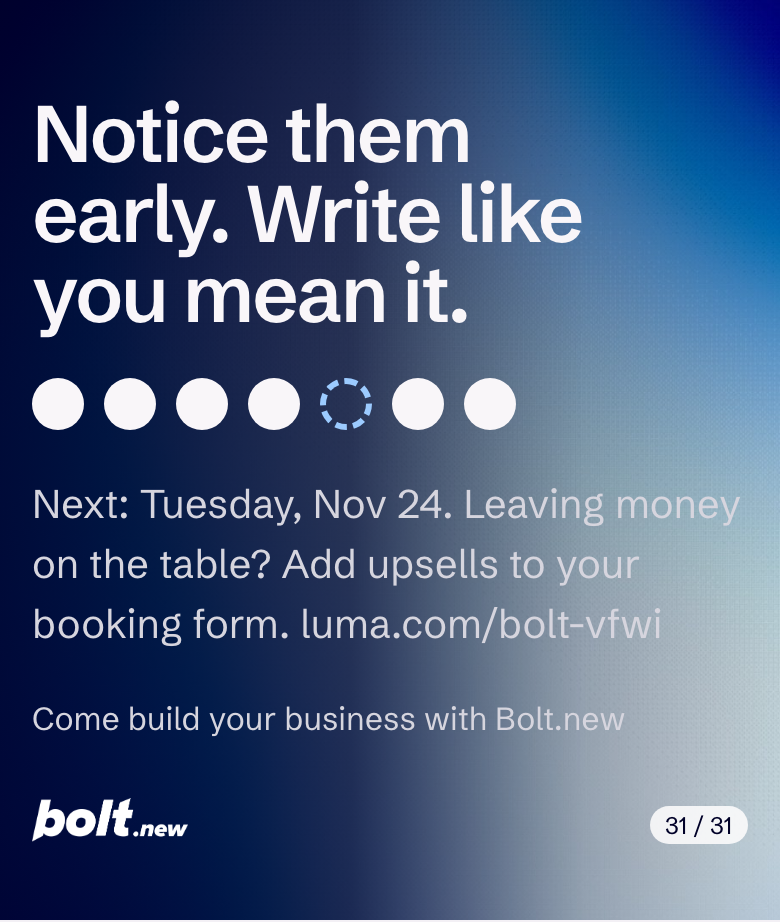 Notice them
early. Write like
you mean it.
Next: Tuesday, Nov 24. Leaving money
on the table? Add upsells to your
booking form. luma.com/bolt-vfwi
Come build your business with Bolt.new
bolt.new
31 / 31